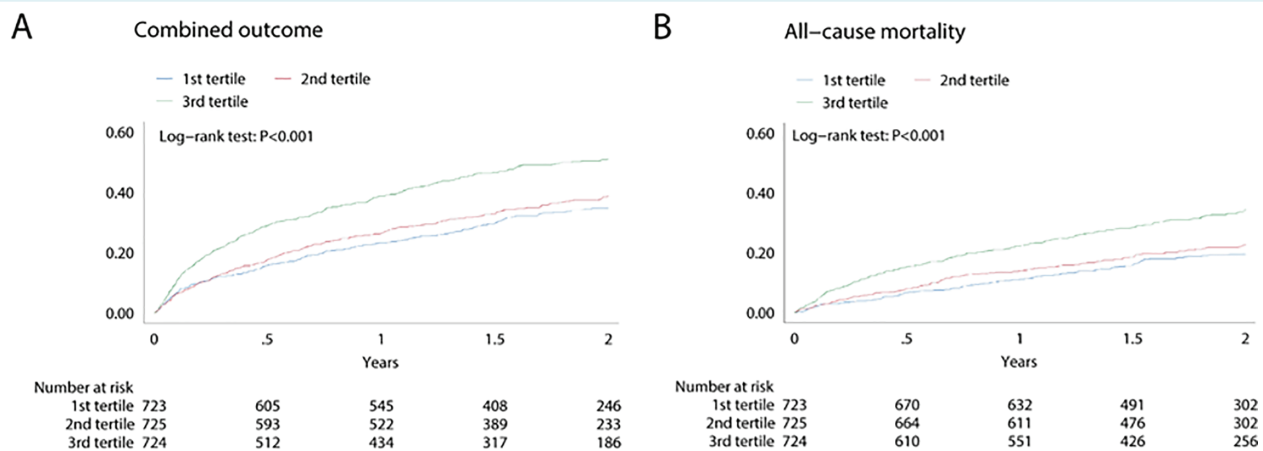 A
Combined outcome
1st tertile 2nd tertile
3rd tertile
Log-rank test: P<0.001
0.60
0.40
0.20
0.00
0 .5 1 1.5 2
Years
Number at risk
1st tertile 723 605 545 408 246
2nd tertile 725 593 522 389 233
3rd tertile 724 512 434 317 186
B
All-cause mortality
1st tertile 2nd tertile
3rd tertile
Log-rank test: P<0.001
0.60
0.40
0.20
0.00
0 .5 1 1.5 2
Years
Number at risk
1st tertile 723 670 632 491 302
2nd tertile 725 664 611 476 302
3rd tertile 724 610 551 426 256